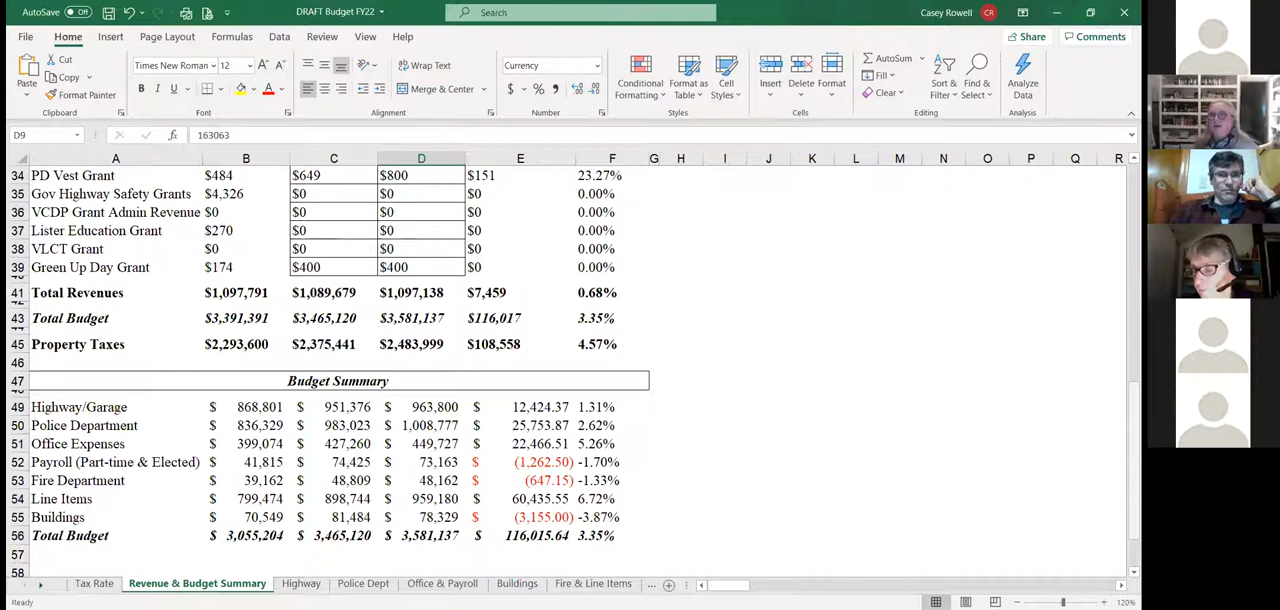 AutoSave Off DRAFT Budget FY22 Search Casey Rowell CR
File Home Insert Page Layout Formulas Data Review View Help Share Comments
Paste Cut Copy Format Painter Clipboard
Times New Roman 12 B I U A Font
Wrap Text Merge & Center Alignment
Currency $ % 9 Number
Conditional Formatting Format as Table Cell Styles Styles
Insert Delete Format Cells
AutoSum Fill Clear Sort & Filter Find & Select Editing
Analyze Data Analysis
D9 fx 163063
A B C D E F G H I J K L M N O P Q R
34 PD Vest Grant $484 $649 $800 $151 23.27%
35 Gov Highway Safety Grants $4,326 $0 $0 $0 0.00%
36 VCDP Grant Admin Revenue $0 $0 $0 $0 0.00%
37 Lister Education Grant $270 $0 $0 $0 0.00%
38 VLCT Grant $0 $0 $0 $0 0.00%
39 Green Up Day Grant $174 $400 $400 $0 0.00%
41 Total Revenues $1,097,791 $1,089,679 $1,097,138 $7,459 0.68%
43 Total Budget $3,391,391 $3,465,120 $3,581,137 $116,017 3.35%
45 Property Taxes $2,293,600 $2,375,441 $2,483,999 $108,558 4.57%
46
47 Budget Summary
49 Highway/Garage $ 868,801 $ 951,376 $ 963,800 $ 12,424.37 1.31%
50 Police Department $ 836,329 $ 983,023 $ 1,008,777 $ 25,753.87 2.62%
51 Office Expenses $ 399,074 $ 427,260 $ 449,727 $ 22,466.51 5.26%
52 Payroll (Part-time & Elected) $ 41,815 $ 74,425 $ 73,163 $ (1,262.50) -1.70%
53 Fire Department $ 39,162 $ 48,809 $ 48,162 $ (647.15) -1.33%
54 Line Items $ 799,474 $ 898,744 $ 959,180 $ 60,435.55 6.72%
55 Buildings $ 70,549 $ 81,484 $ 78,329 $ (3,155.00) -3.87%
56 Total Budget $ 3,055,204 $ 3,465,120 $ 3,581,137 $ 116,015.64 3.35%
57
58
Tax Rate Revenue & Budget Summary Highway Police Dept Office & Payroll Buildings Fire & Line Items ...
Ready 120%